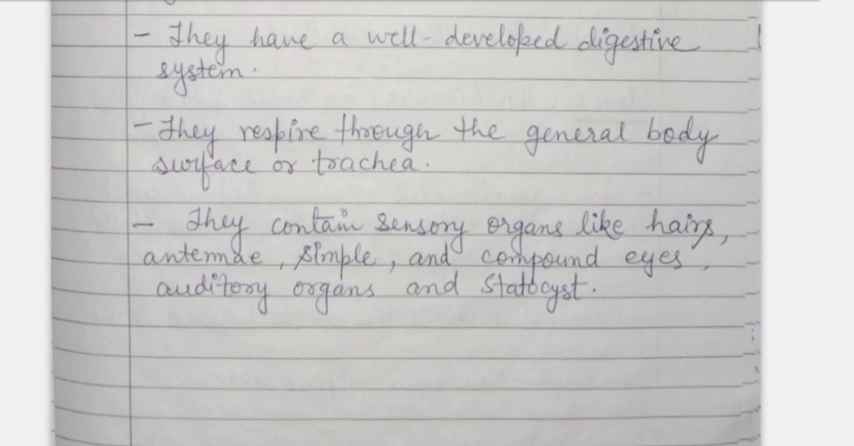 - They have a well-developed digestive
system.
- They respire through the general body
surface or trachea.
- They contain sensory organs like hairs,
antennae, simple, and compound eyes,
auditory organs and statocyst.